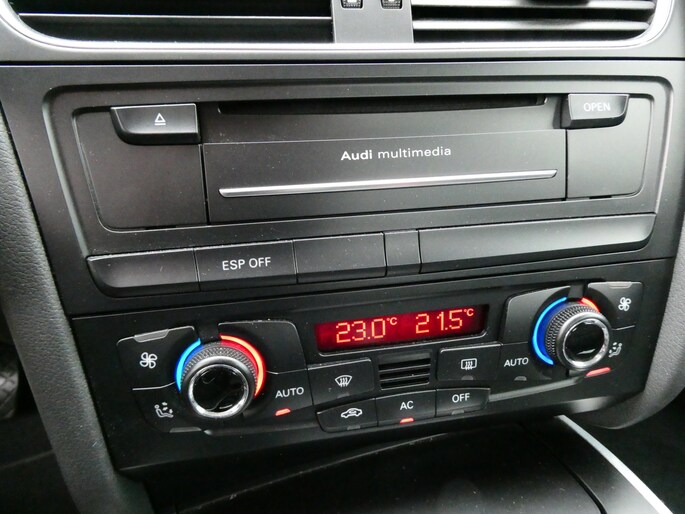 OPEN
Audi multimedia
ESP OFF
23.0°C 21.5°C
AUTO
AUTO
AC
OFF